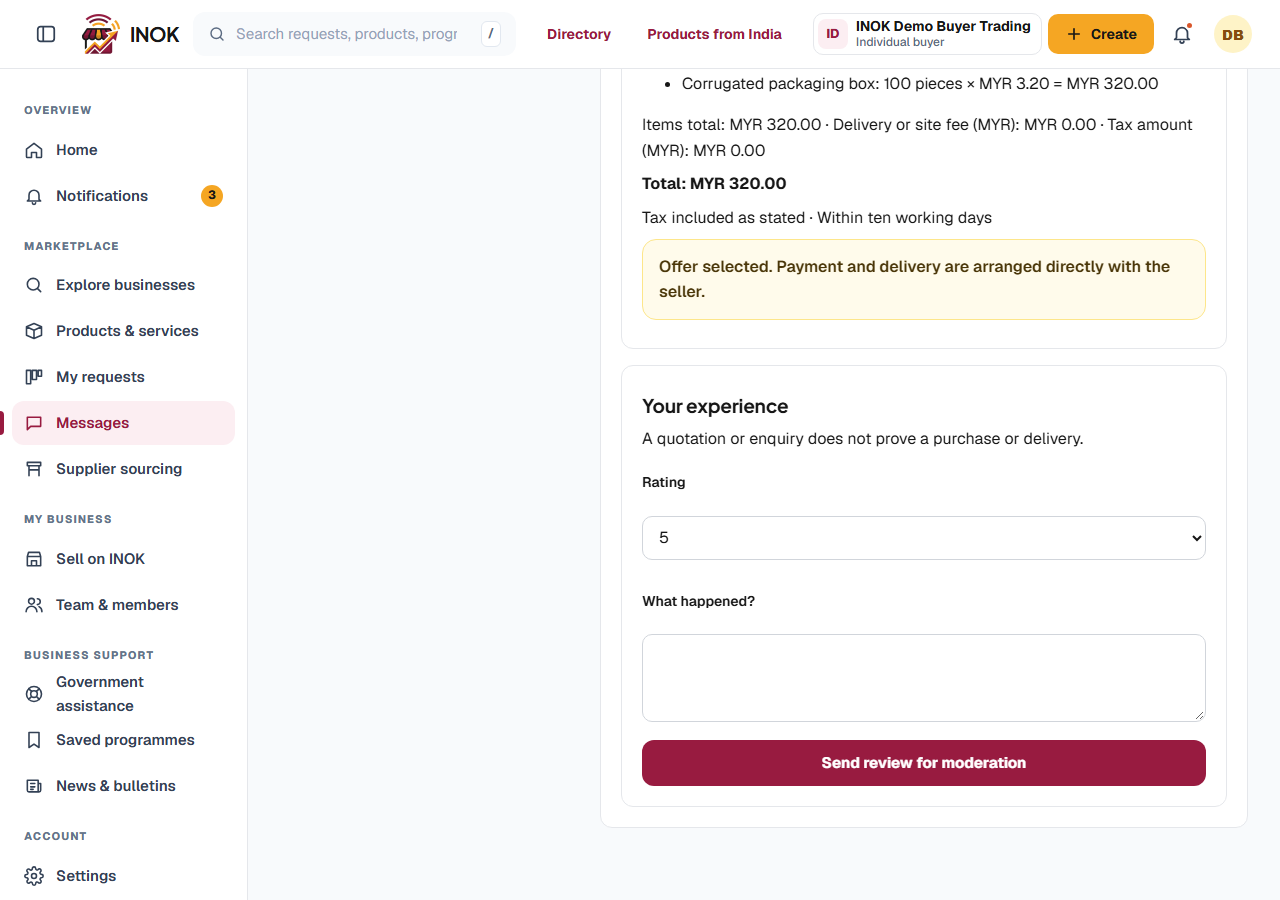 INOK
Search requests, products, progr
/
Directory
Products from India
ID
INOK Demo Buyer Trading
Individual buyer
Create
DB
OVERVIEW
Home
Notifications
3
MARKETPLACE
Explore businesses
Products & services
My requests
Messages
Supplier sourcing
MY BUSINESS
Sell on INOK
Team & members
BUSINESS SUPPORT
Government
assistance
Saved programmes
News & bulletins
ACCOUNT
Settings
• Corrugated packaging box: 100 pieces × MYR 3.20 = MYR 320.00
Items total: MYR 320.00 · Delivery or site fee (MYR): MYR 0.00 · Tax amount
(MYR): MYR 0.00
Total: MYR 320.00
Tax included as stated · Within ten working days
Offer selected. Payment and delivery are arranged directly with the
seller.
Your experience
A quotation or enquiry does not prove a purchase or delivery.
Rating
5
What happened?
Send review for moderation